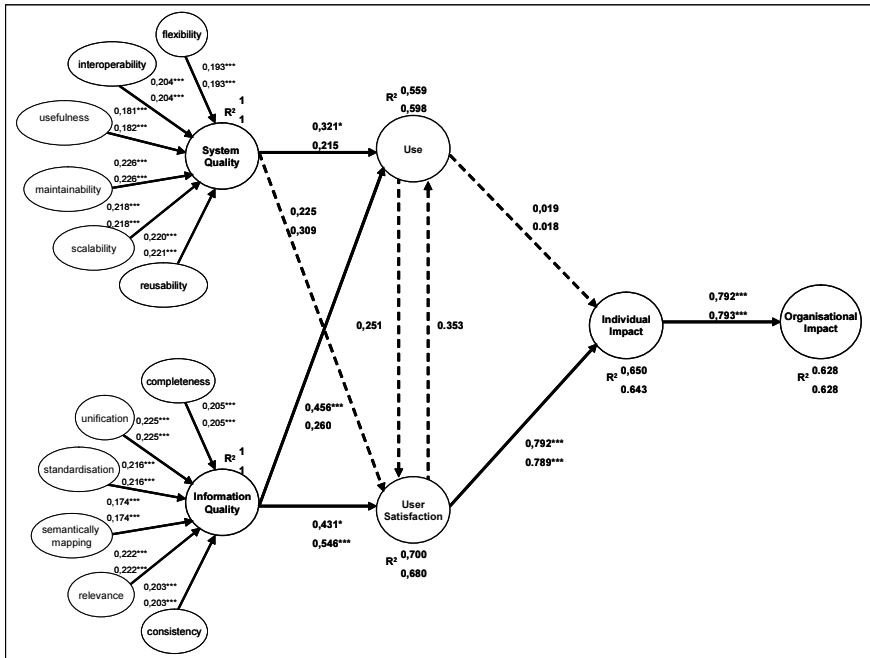 flexibility
0,193***
0,193***
interoperability
0,204***
0,204***
R² 1
1
usefulness
0,181***
0,182***
System
Quality
maintainability
0,226***
0,226***
scalability
0,218***
0,218***
reusability
0,220***
0,221***
0,321*
0,215
R² 0,559
0,598
Use
0,225
0,309
0,019
0.018
0,251
0.353
Individual
Impact
R² 0,650
0.643
0,792***
0,793***
Organisational
Impact
R² 0.628
0.628
completeness
0,205***
0,205***
unification
0,225***
0,225***
R² 1
1
standardisation
0,216***
0,216***
Information
Quality
semantically
mapping
0,174***
0,174***
relevance
0,222***
0,222***
consistency
0,203***
0,203***
0,456***
0,260
0,431*
0,546***
User
Satisfaction
R² 0,700
0,680
0,792***
0.789***